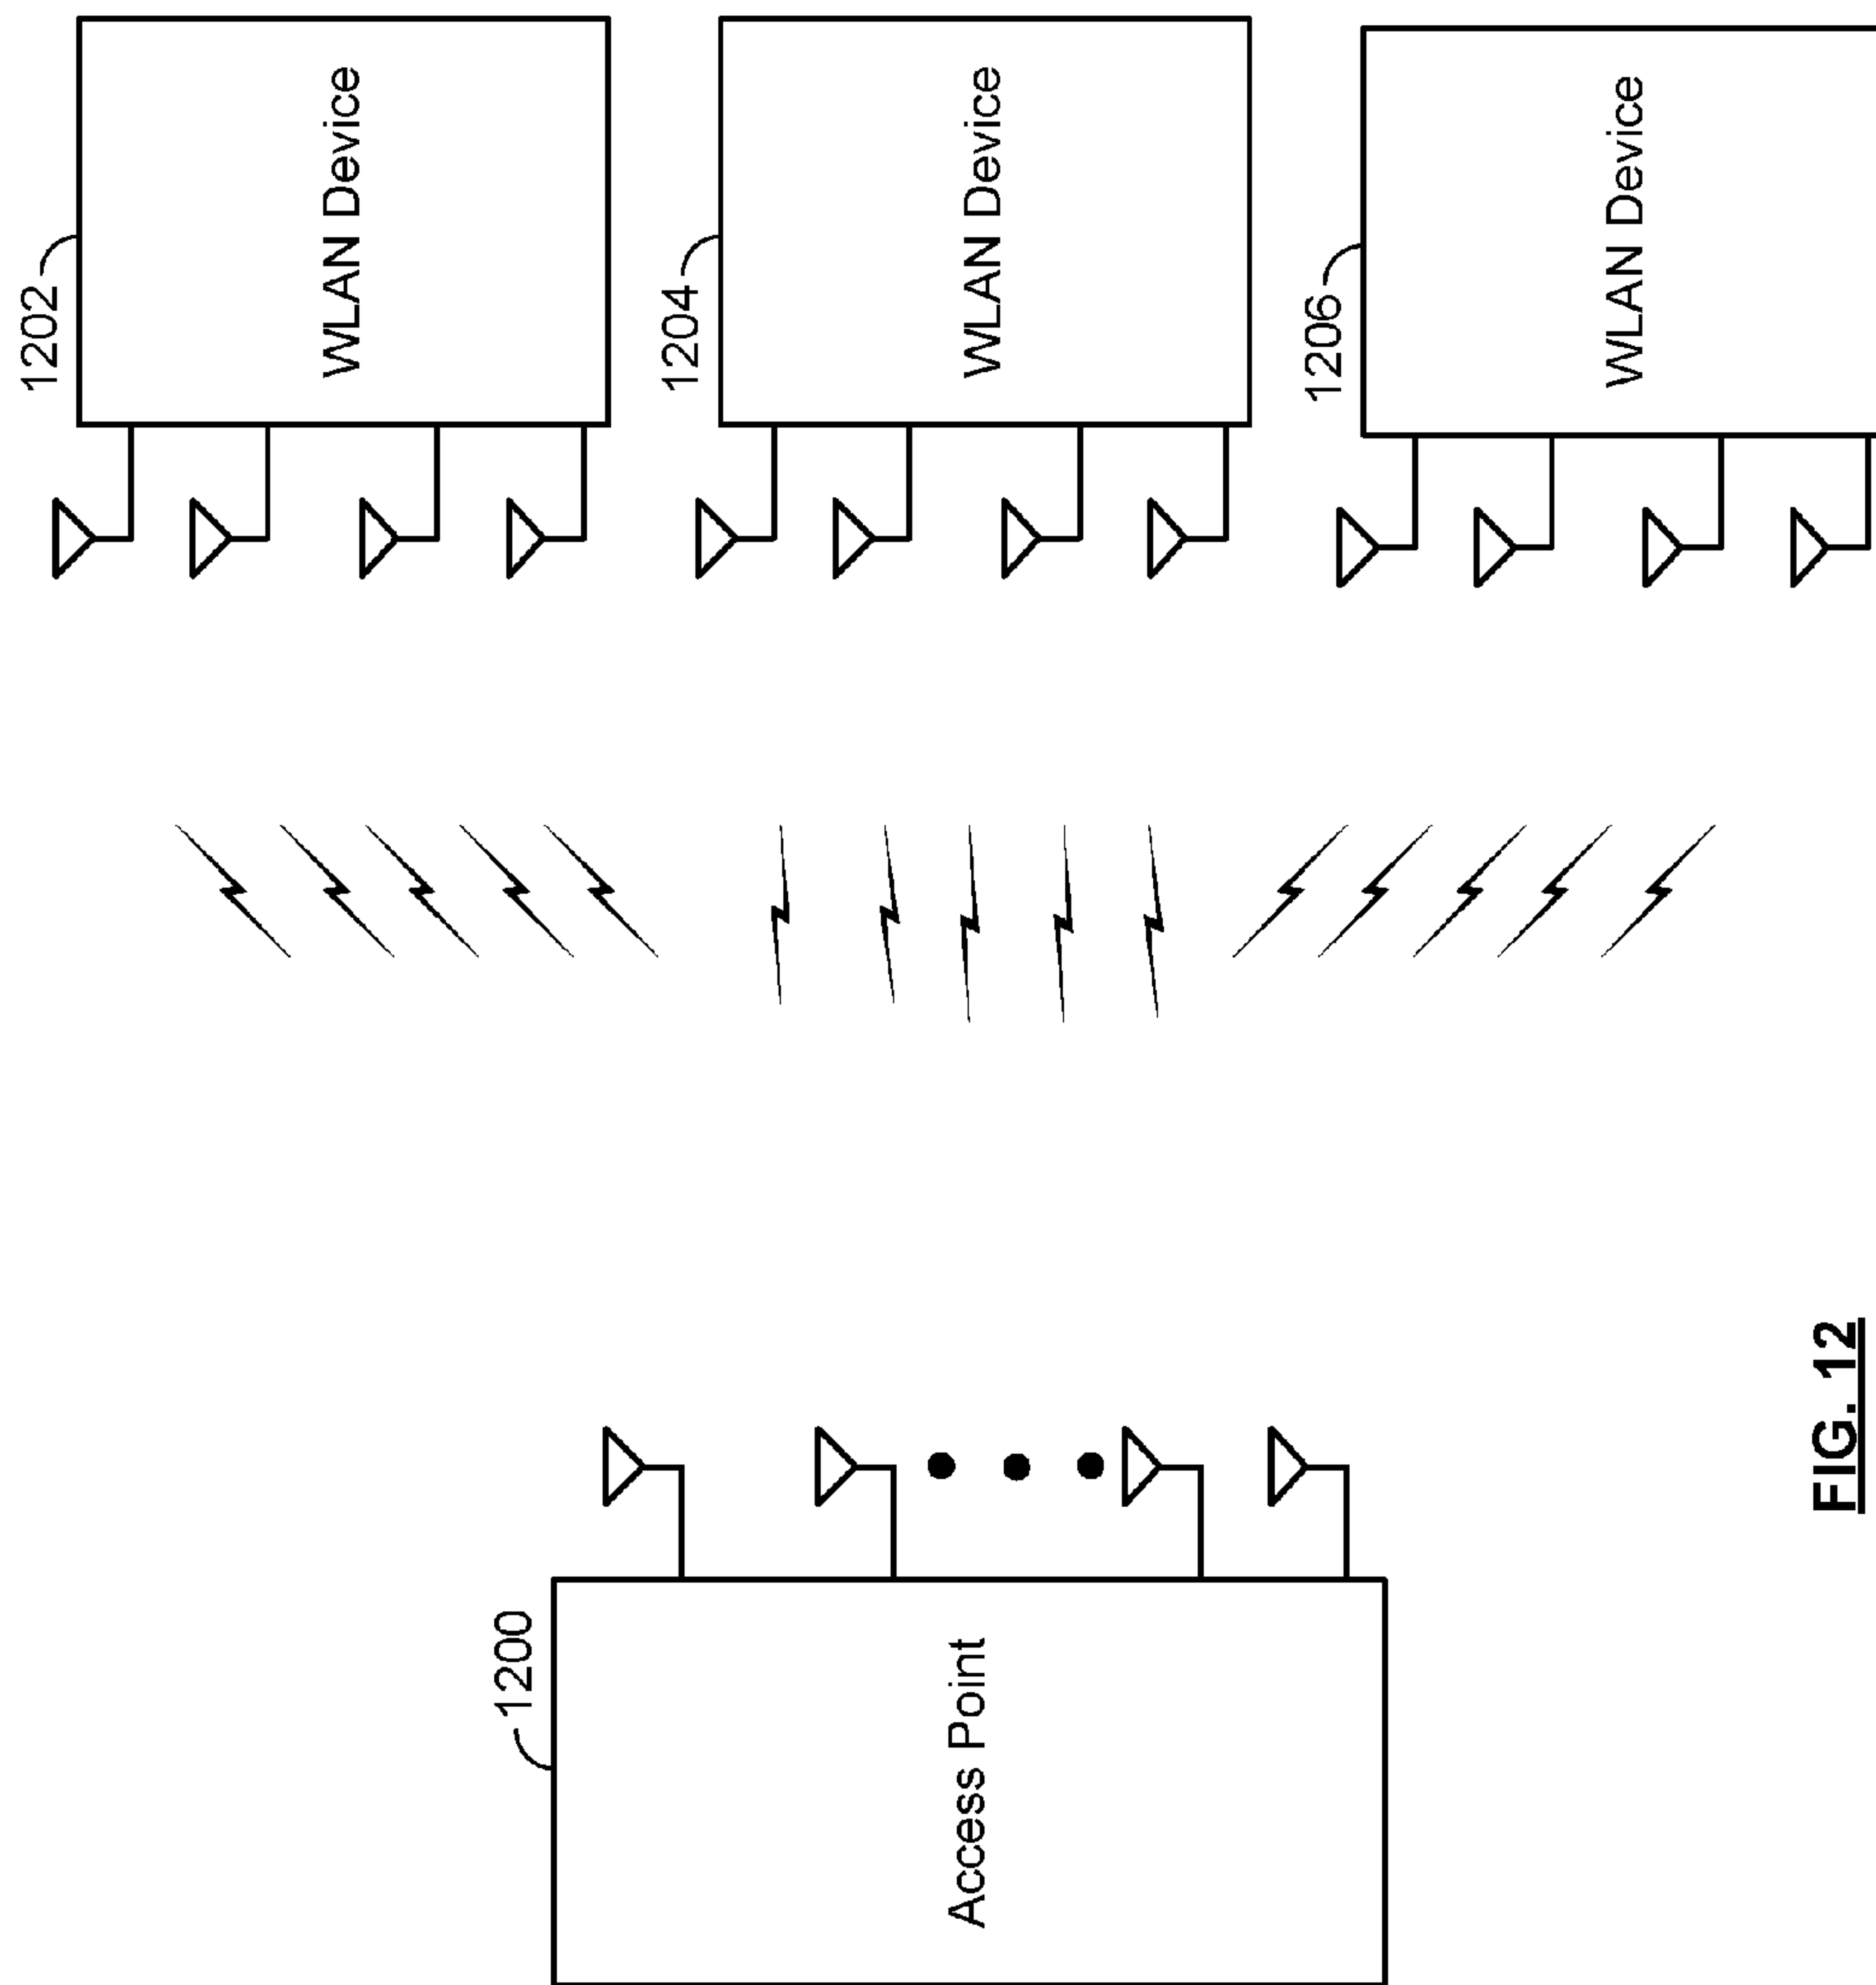 1202
WLAN Device
1204
WLAN Device
1206
WLAN Device
1200
Access Point
FIG. 12